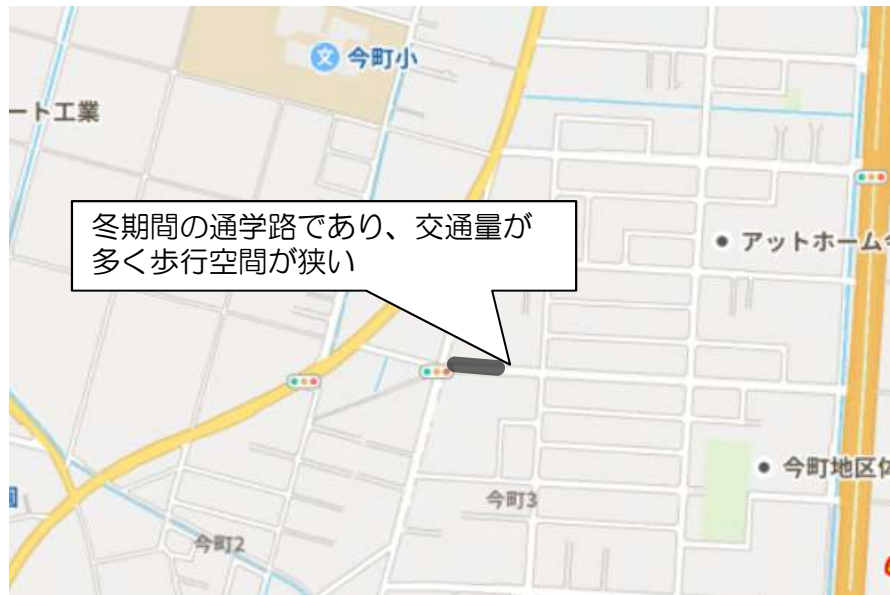 今町小
ート工業
冬期間の通学路であり、交通量が
多く歩行空間が狭い
アットホーム
今町地区体
今町3
今町2